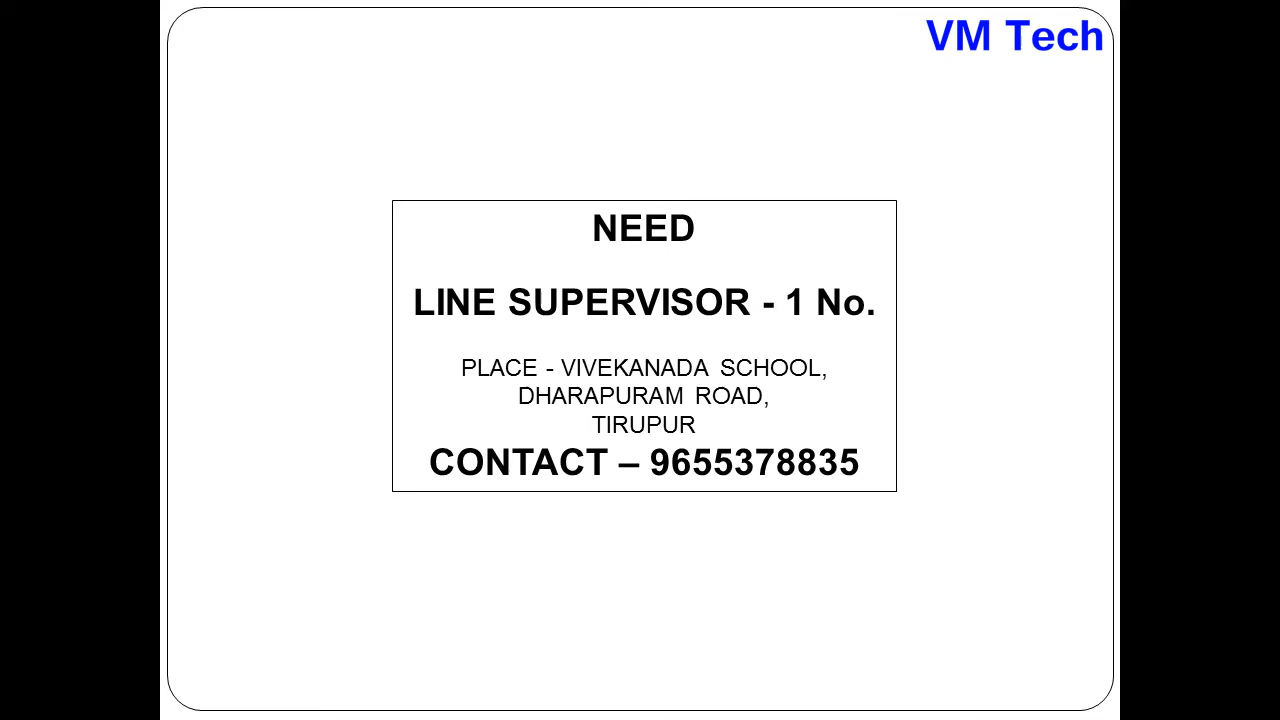 VM Tech
NEED
LINE SUPERVISOR - 1 No.
PLACE - VIVEKANADA SCHOOL,
DHARAPURAM ROAD,
TIRUPUR
CONTACT – 9655378835